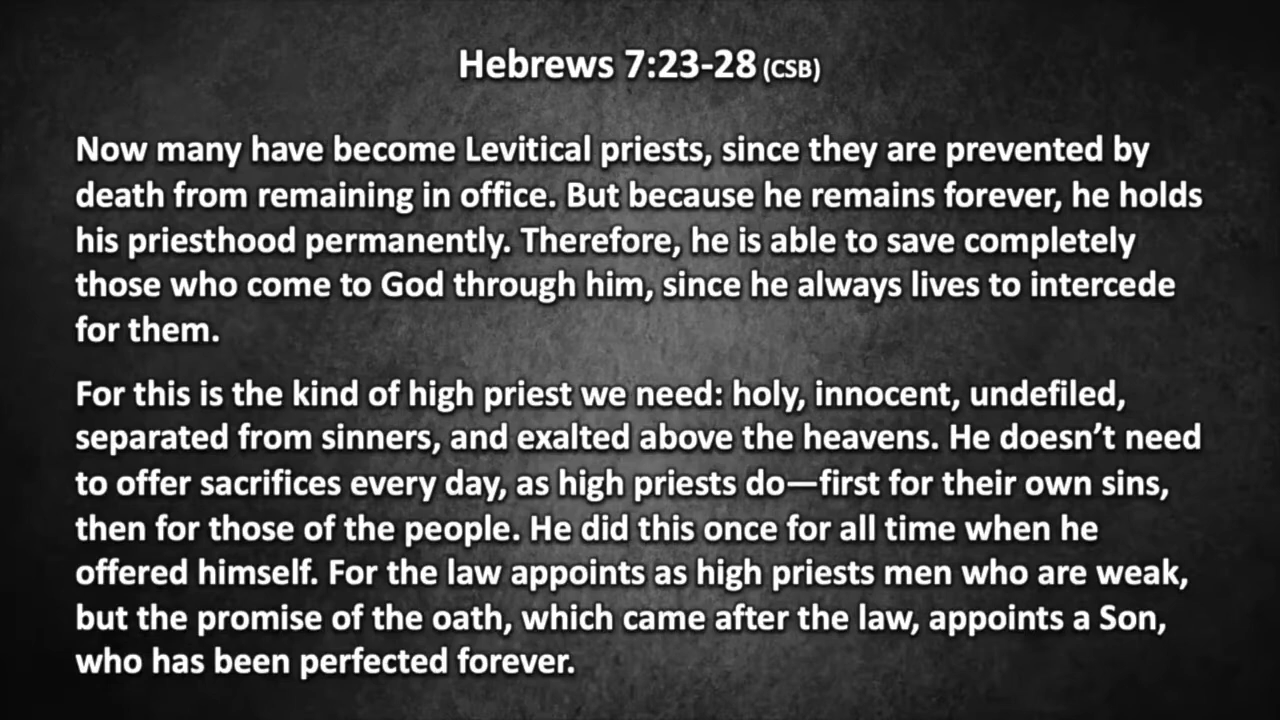 Hebrews 7:23-28 (CSB)
Now many have become Levitical priests, since they are prevented by
death from remaining in office. But because he remains forever, he holds
his priesthood permanently. Therefore, he is able to save completely
those who come to God through him, since he always lives to intercede
for them.
For this is the kind of high priest we need: holy, innocent, undefiled,
separated from sinners, and exalted above the heavens. He doesn’t need
to offer sacrifices every day, as high priests do—first for their own sins,
then for those of the people. He did this once for all time when he
offered himself. For the law appoints as high priests men who are weak,
but the promise of the oath, which came after the law, appoints a Son,
who has been perfected forever.